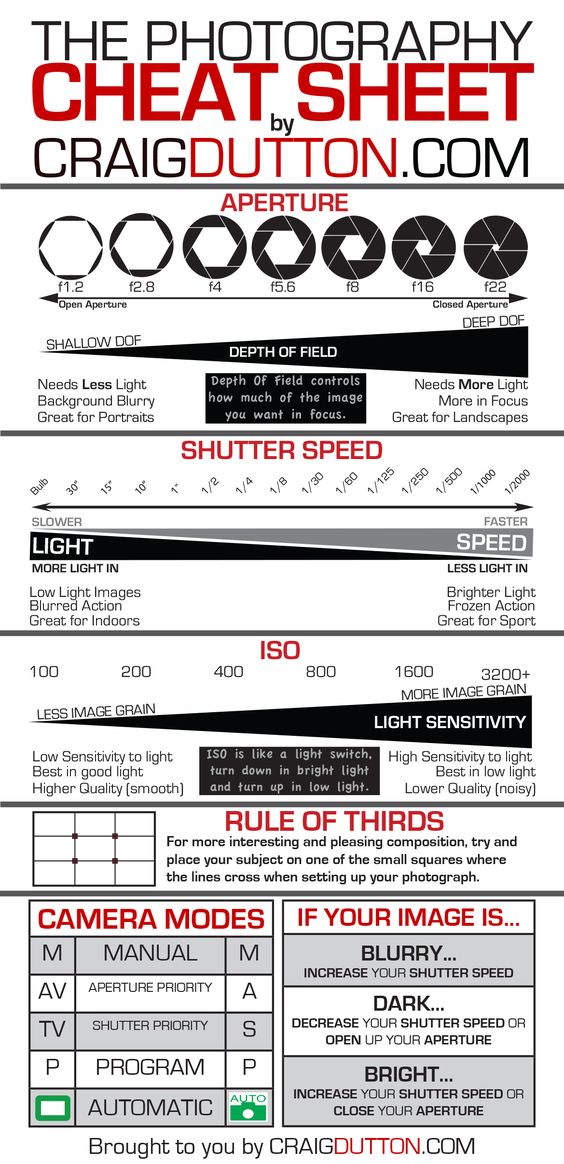 THE PHOTOGRAPHY
CHEAT SHEET
by
CRAIGDUTTON.COM
APERTURE
f1.2 f2.8 f4 f5.6 f8 f16 f22
Open Aperture Closed Aperture
SHALLOW DOF DEPTH OF FIELD DEEP DOF
Needs Less Light
Background Blurry
Great for Portraits
Depth Of Field controls
how much of the image
you want in focus.
Needs More Light
More in Focus
Great for Landscapes
SHUTTER SPEED
Bulb 30" 15" 10" 1" 1/2 1/4 1/8 1/30 1/60 1/125 1/250 1/500 1/1000 1/2000
SLOWER FASTER
LIGHT SPEED
MORE LIGHT IN LESS LIGHT IN
Low Light Images
Blurred Action
Great for Indoors
Brighter Light
Frozen Action
Great for Sport
ISO
100 200 400 800 1600 3200+
LESS IMAGE GRAIN MORE IMAGE GRAIN
LIGHT SENSITIVITY
Low Sensitivity to light
Best in good light
Higher Quality (smooth)
ISO is like a light switch,
turn down in bright light
and turn up in low light.
High Sensitivity to light
Best in low light
Lower Quality (noisy)
RULE OF THIRDS
For more interesting and pleasing composition, try and
place your subject on one of the small squares where
the lines cross when setting up your photograph.
CAMERA MODES
M MANUAL M
AV APERTURE PRIORITY A
TV SHUTTER PRIORITY S
P PROGRAM P
AUTOMATIC AUTO
IF YOUR IMAGE IS...
BLURRY...
INCREASE YOUR SHUTTER SPEED
DARK...
DECREASE YOUR SHUTTER SPEED OR
OPEN UP YOUR APERTURE
BRIGHT...
INCREASE YOUR SHUTTER SPEED OR
CLOSE YOUR APERTURE
Brought to you by CRAIGDUTTON.COM